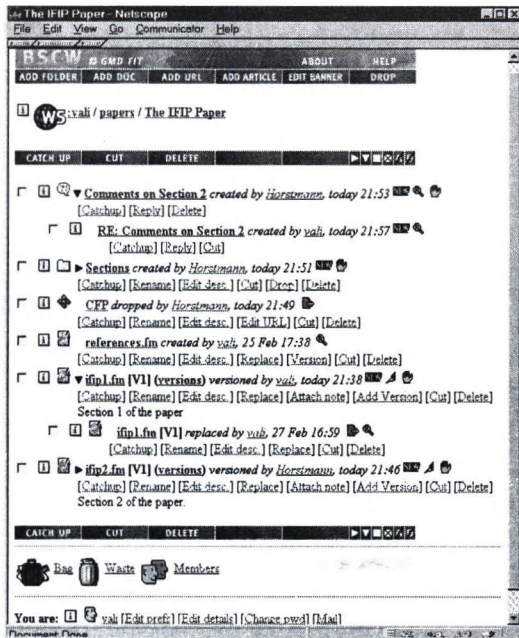 The IFIP Paper - Netscape
File Edit View Go Communicator Help
BSCW @ GMD FIT ABOUT HELP
ADD FOLDER ADD DOC ADD URL ADD ARTICLE EDIT BANNER DROP
WS :vali / papers / The IFIP Paper
CATCH UP CUT DELETE
Comments on Section 2 created by Horstmann, today 21:53 NEW
[Catchup] [Reply] [Delete]
RE: Comments on Section 2 created by vali, today 21:57 NEW
[Catchup] [Reply] [Cut]
Sections created by Horstmann, today 21:51 NEW
[Catchup] [Rename] [Edit desc.] [Cut] [Drop] [Delete]
CFP dropped by Horstmann, today 21:49
[Catchup] [Rename] [Edit desc.] [Edit URL] [Cut] [Delete]
references.fm created by vali, 25 Feb 17:38
[Catchup] [Rename] [Edit desc.] [Replace] [Version] [Cut] [Delete]
ifip1.fm [V1] (versions) versioned by vali, today 21:38 NEW
[Catchup] [Rename] [Edit desc.] [Replace] [Attach note] [Add Version] [Cut] [Delete]
Section 1 of the paper
ifip1.fm [V1] replaced by vali, 27 Feb 16:59
[Catchup] [Rename] [Edit desc.] [Replace] [Cut] [Delete]
ifip2.fm [V1] (versions) versioned by Horstmann, today 21:46 NEW
[Catchup] [Rename] [Edit desc.] [Replace] [Attach note] [Add Version] [Cut] [Delete]
Section 2 of the paper.
CATCH UP CUT DELETE
Bag Waste Members
You are: vali [Edit prefs] [Edit details] [Change pwd] [Mail]
Document Done